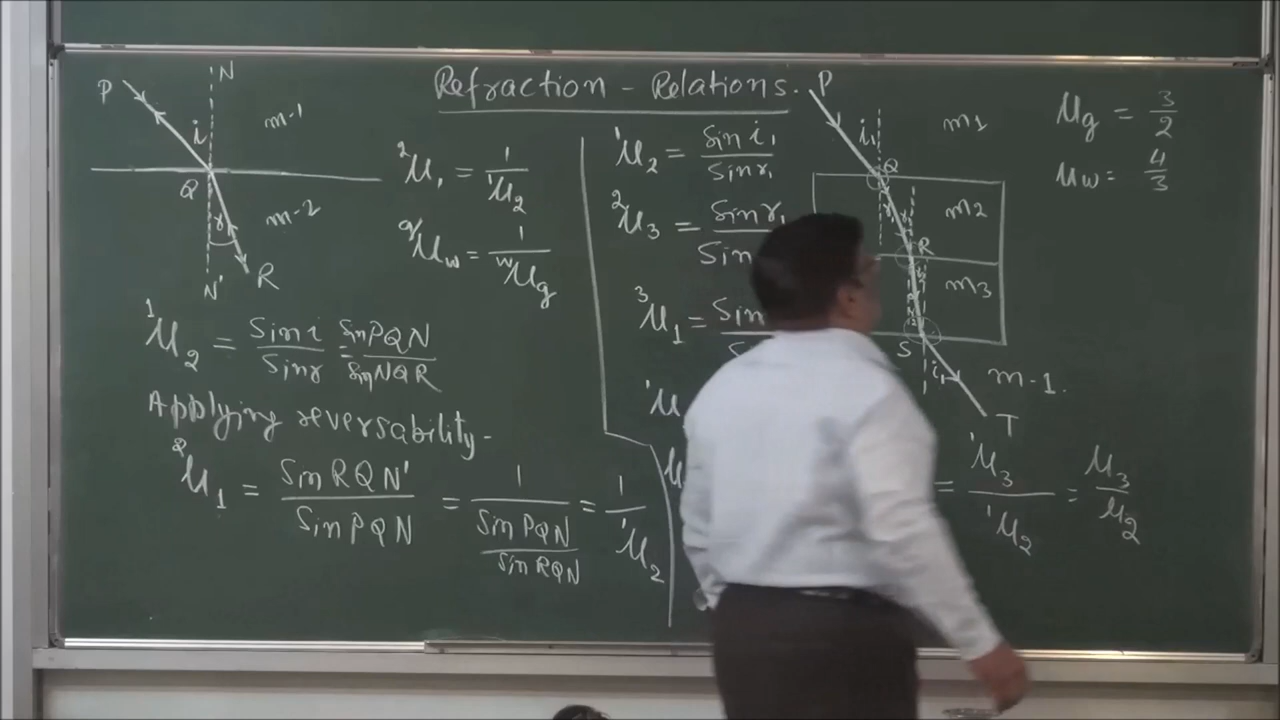 Refraction - Relations.
P
N
i
m-1
Q
m-2
r
R
N'
¹μ₂ = Sin i / Sin r = Sin PQN / Sin NQR
Applying reversability-
²μ₁ = Sin RQN' / Sin PQN = 1 / (Sin PQN / Sin RQN) = 1 / ¹μ₂
²μ₁ = 1 / ¹μ₂
ᵍμw = 1 / ʷμg
¹μ₂ = Sin i₁ / Sin r₁
²μ₃ = Sin r₁ / Sin
³μ₁ = Sin
¹μ
μ
= ¹μ₃ / ¹μ₂ = μ₃ / μ₂
P
i₁
m1
Q
m2
R
m3
S
i₁
m-1.
T
μg = 3/2
μw = 4/3